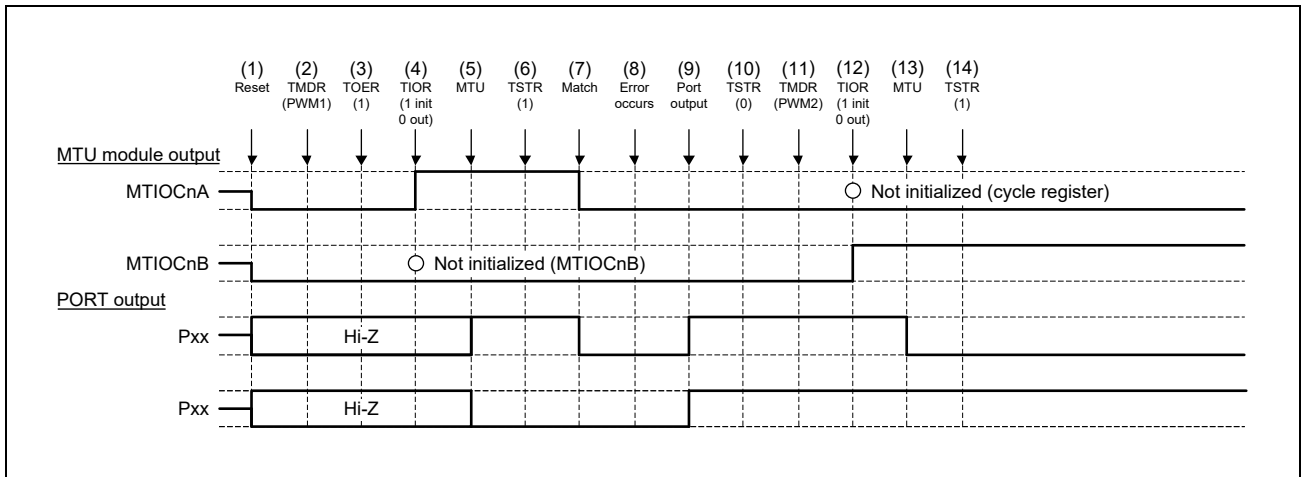 (1) (2) (3) (4) (5) (6) (7) (8) (9) (10) (11) (12) (13) (14)
Reset TMDR TOER TIOR MTU TSTR Match Error Port TSTR TMDR TIOR MTU TSTR
(PWM1) (1) (1 init (1) occurs output (0) (PWM2) (1 init (1)
0 out) 0 out)
MTU module output
MTIOCnA Not initialized (cycle register)
MTIOCnB Not initialized (MTIOCnB)
PORT output
Pxx Hi-Z
Pxx Hi-Z